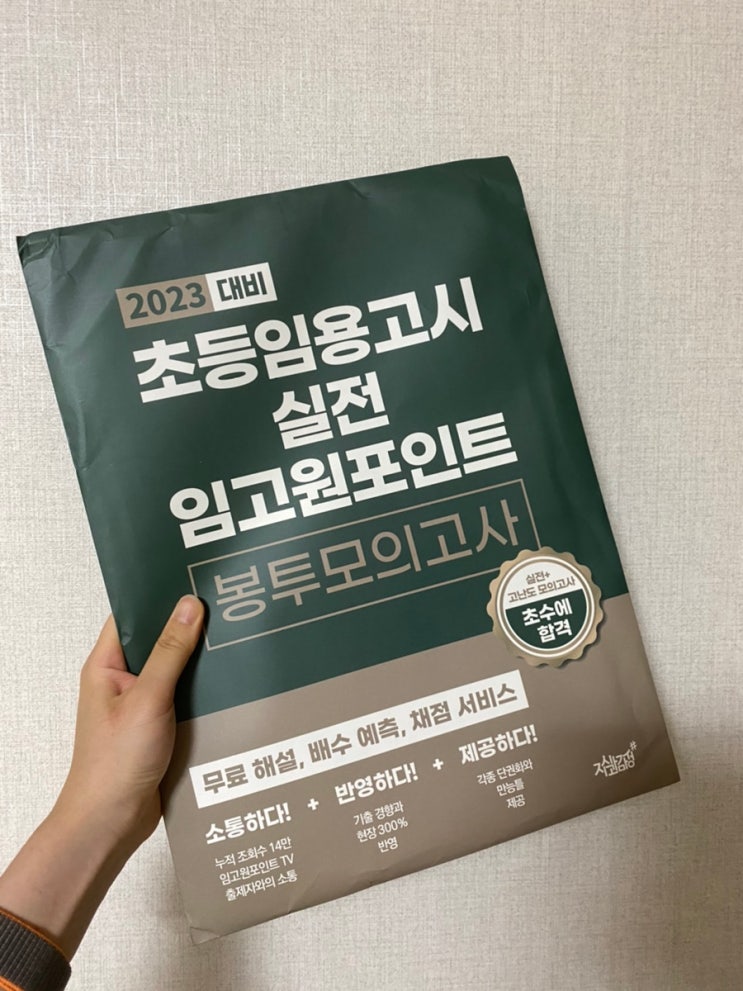 2023 대비
초등임용고시
실전
임고원포인트
봉투모의고사
실전+
고난도 모의고사
초수에
합격
무료 해설, 배수 예측, 채점 서비스
소통하다!
누적 조회수 14만
임고원포인트 TV
출제자와의 소통
+
반영하다!
기출 경향과
현장 300%
반영
+
제공하다!
각종 단권화와
만능틀
제공
지식과감성#